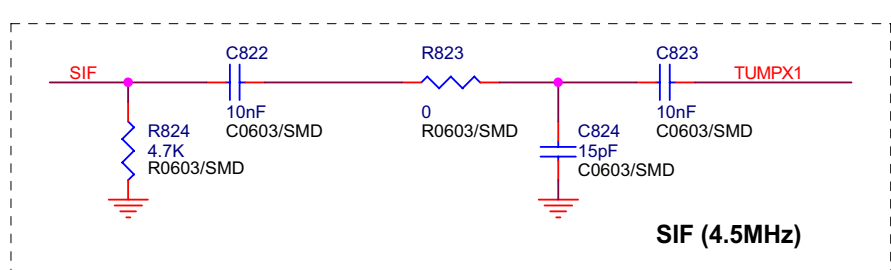 C822
R823
C823
SIF
TUMPX1
10nF
C0603/SMD
0
R0603/SMD
10nF
C0603/SMD
R824
4.7K
R0603/SMD
C824
15pF
C0603/SMD
SIF (4.5MHz)